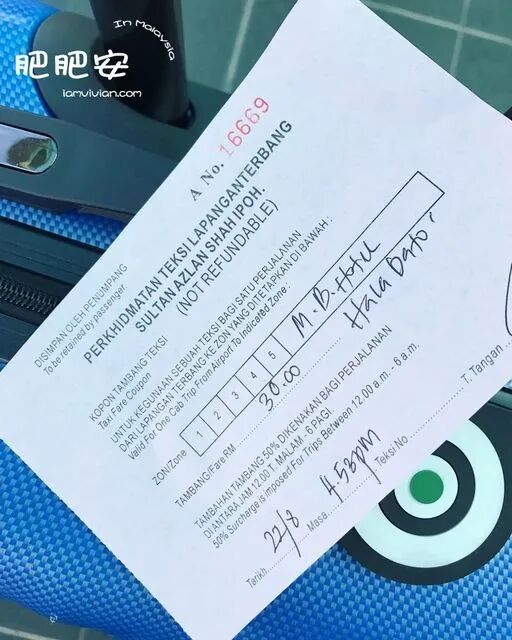 In Malaysia
肥肥安
iamvivian.com
A No. 16669
DISIMPAN OLEH PENUMPANG
To be retained by passenger.
PERKHIDMATAN TEKSI LAPANGANTERBANG
SULTAN AZLAN SHAH IPOH.
(NOT REFUNDABLE)
KOPON TAMBANG TEKSI
Taxi Fare Coupon
UNTUK KEGUNAAN SEBUAH TEKSI BAGI SATU PERJALANAN
DARI LAPANGAN TERBANG KE ZON YANG DITETAPKAN DI BAWAH :
Valid For One Cab Trip From Airport To Indicated Zone :
ZON/Zone 1 2 3 4 5 M.B. Hotel
Hala Dato'
TAMBANG/Fare RM 30.00
TAMBAHAN TAMBANG 50% DIKENAKAN BAGI PERJALANAN
DI ANTARA JAM 12.00 T. MALAM - 6 PAGI
50% Surcharge is imposed For Trips Between 12.00 a.m. - 6 a.m.
Tarikh 22/8 Masa 4.53pm Teksi No T. Tangan